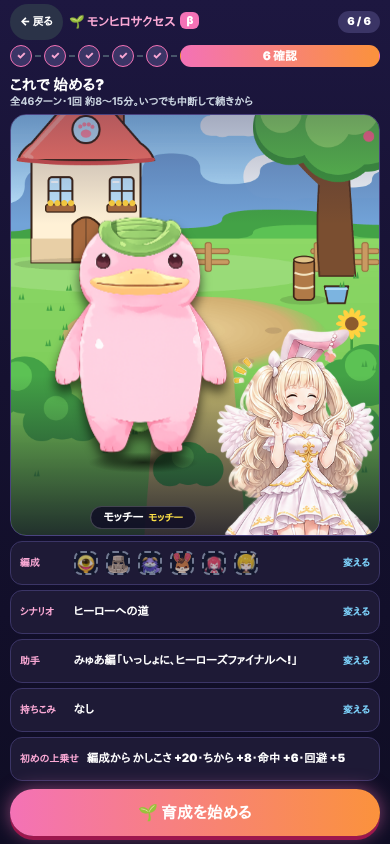 ← 戻る
🌱 モンヒロサクセス β
6 / 6
6 確認
これで 始める?
全46ターン・1回 約8〜15分。いつでも中断して続きから
モッチー モッチー
編成
変える
シナリオ
ヒーローへの道
変える
助手
みゅあ編「いっしょに、ヒーローズファイナルへ!」
変える
持ちこみ
なし
変える
初めの上乗せ
編成から かしこさ +20・ちから +8・命中 +6・回避 +5
🌱 育成を始める